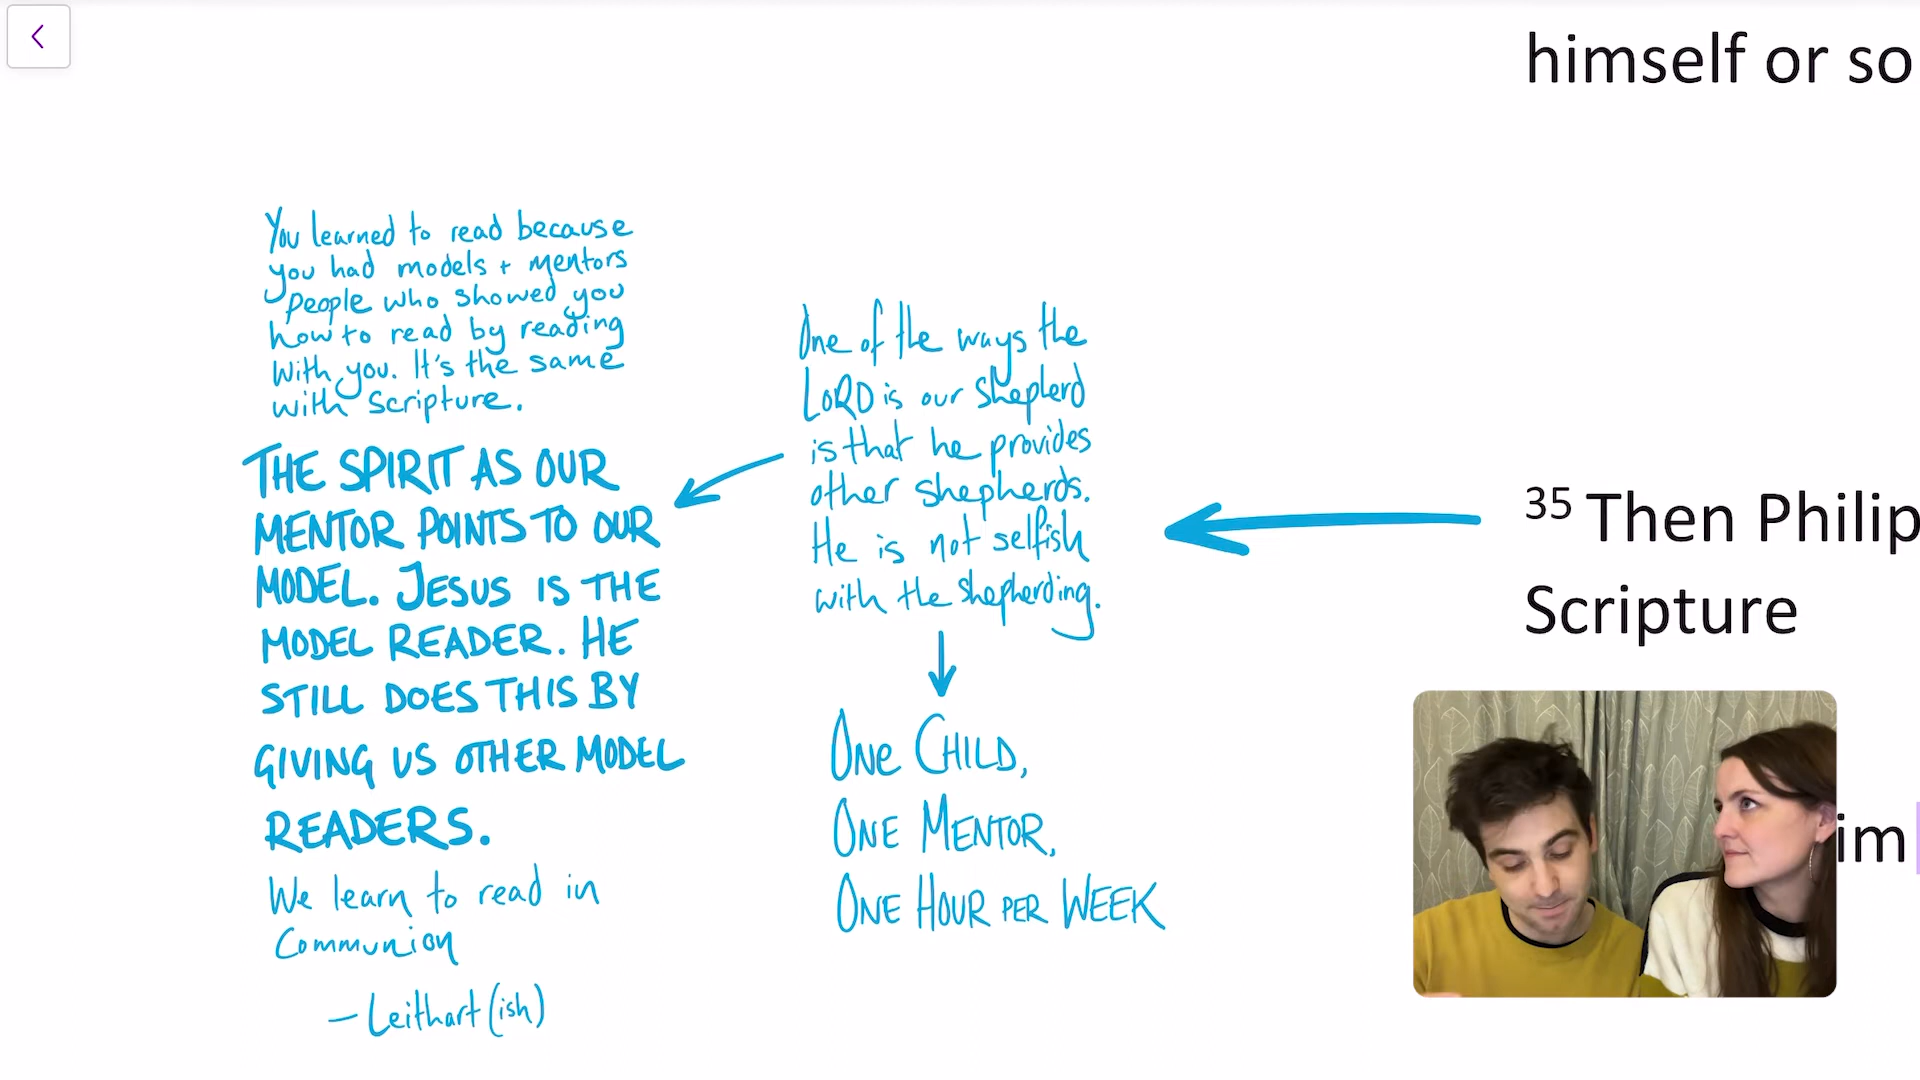 himself or so
You learned to read because
you had models + mentors
people who showed you
how to read by reading
with you. It's the same
with Scripture.
THE SPIRIT AS OUR
MENTOR POINTS TO OUR
MODEL. JESUS IS THE
MODEL READER. HE
STILL DOES THIS BY
GIVING US OTHER MODEL
READERS.
We learn to read in
Communion
– Leithart (ish)
One of the ways the
LORD is our shepherd
is that he provides
other shepherds.
He is not selfish
with the shepherding.
ONE CHILD,
ONE MENTOR,
ONE HOUR PER WEEK
35 Then Philip
Scripture
im